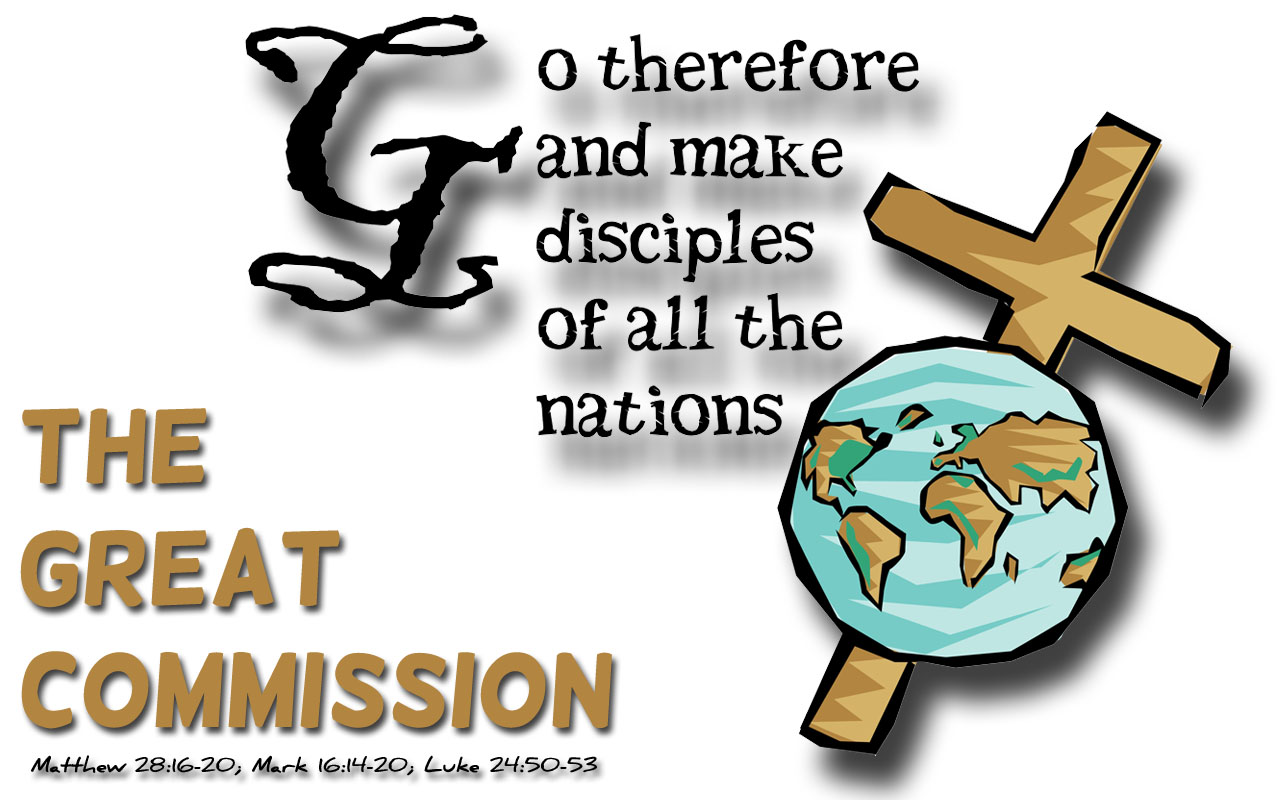 Go therefore
and make
disciples
of all the
nations
THE
GREAT
COMMISSION
Matthew 28:16-20; Mark 16:14-20; Luke 24:50-53